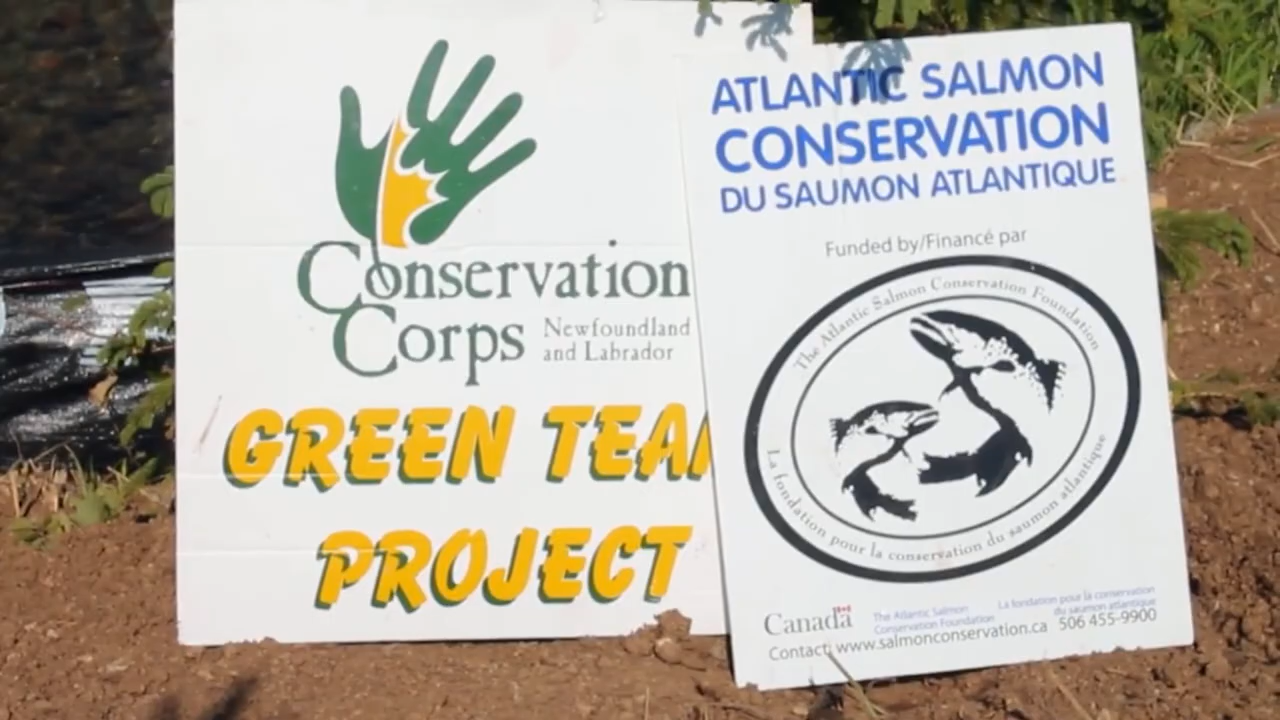 Conservation
Corps
Newfoundland
and Labrador
GREEN TEA
PROJECT
ATLANTIC SALMON
CONSERVATION
DU SAUMON ATLANTIQUE
Funded by/Financé par
The Atlantic Salmon Conservation Foundation
La fondation pour la conservation du saumon atlantique
Canada
The Atlantic Salmon
Conservation Foundation
La fondation pour la conservation
du saumon atlantique
Contact: www.salmonconservation.ca 506 455-9900